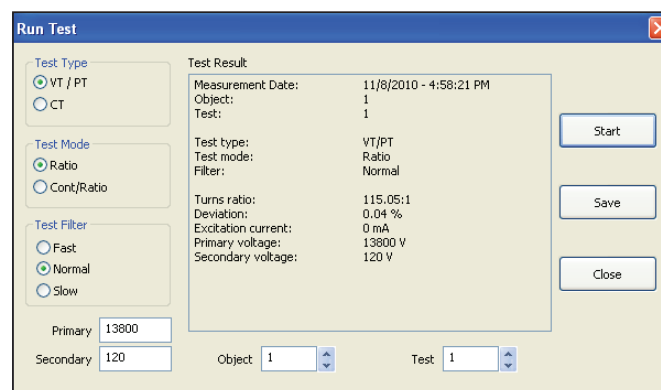 Run Test
Test Type
VT / PT
CT
Test Mode
Ratio
Cont/Ratio
Test Filter
Fast
Normal
Slow
Primary 13800
Secondary 120
Test Result
Measurement Date: 11/8/2010 - 4:58:21 PM
Object: 1
Test: 1
Test type: VT/PT
Test mode: Ratio
Filter: Normal
Turns ratio: 115.05:1
Deviation: 0.04 %
Excitation current: 0 mA
Primary voltage: 13800 V
Secondary voltage: 120 V
Object 1
Test 1
Start
Save
Close